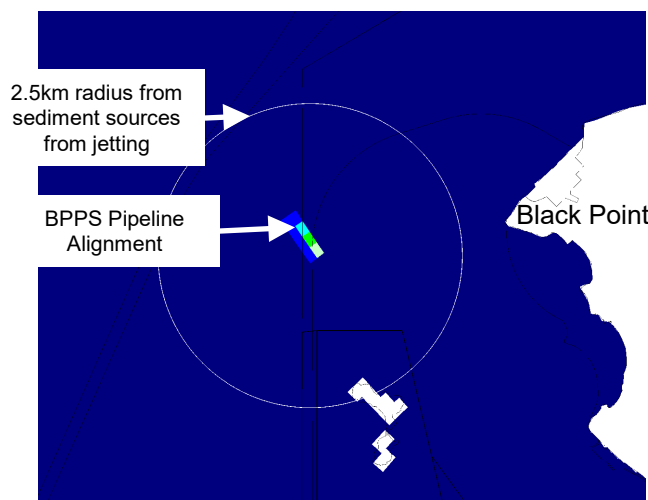 2.5km radius from
sediment sources
from jetting
BPPS Pipeline
Alignment
Black Point